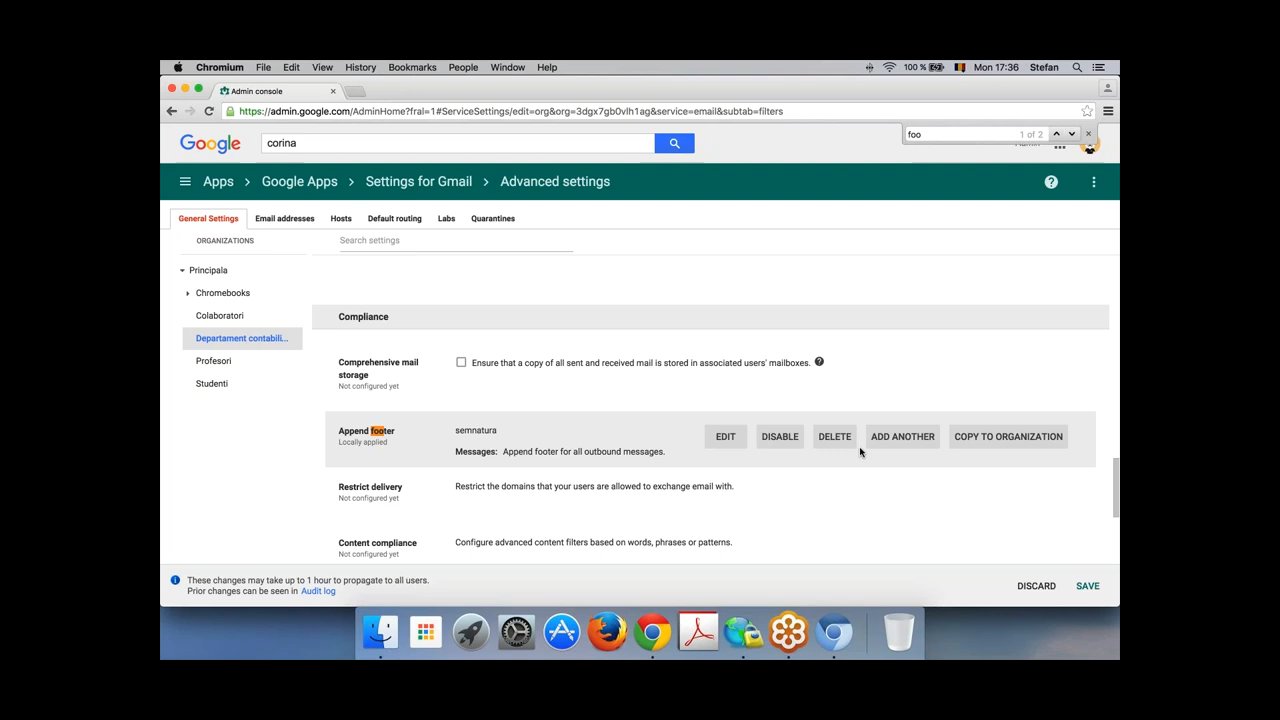 Chromium File Edit View History Bookmarks People Window Help 100 % Mon 17:36 Stefan
Admin console
https://admin.google.com/AdminHome?fral=1#ServiceSettings/edit=org&org=3dgx7gb0vlh1ag&service=email&subtab=filters
foo 1 of 2
Google corina
Apps Google Apps Settings for Gmail Advanced settings
General Settings Email addresses Hosts Default routing Labs Quarantines
ORGANIZATIONS
Search settings
Principala
Chromebooks
Colaboratori
Departament contabili...
Profesori
Studenti
Compliance
Comprehensive mail
storage
Not configured yet
Ensure that a copy of all sent and received mail is stored in associated users' mailboxes.
Append footer
Locally applied
semnatura
Messages: Append footer for all outbound messages.
EDIT DISABLE DELETE ADD ANOTHER COPY TO ORGANIZATION
Restrict delivery
Not configured yet
Restrict the domains that your users are allowed to exchange email with.
Content compliance
Not configured yet
Configure advanced content filters based on words, phrases or patterns.
These changes may take up to 1 hour to propagate to all users.
Prior changes can be seen in Audit log
DISCARD SAVE